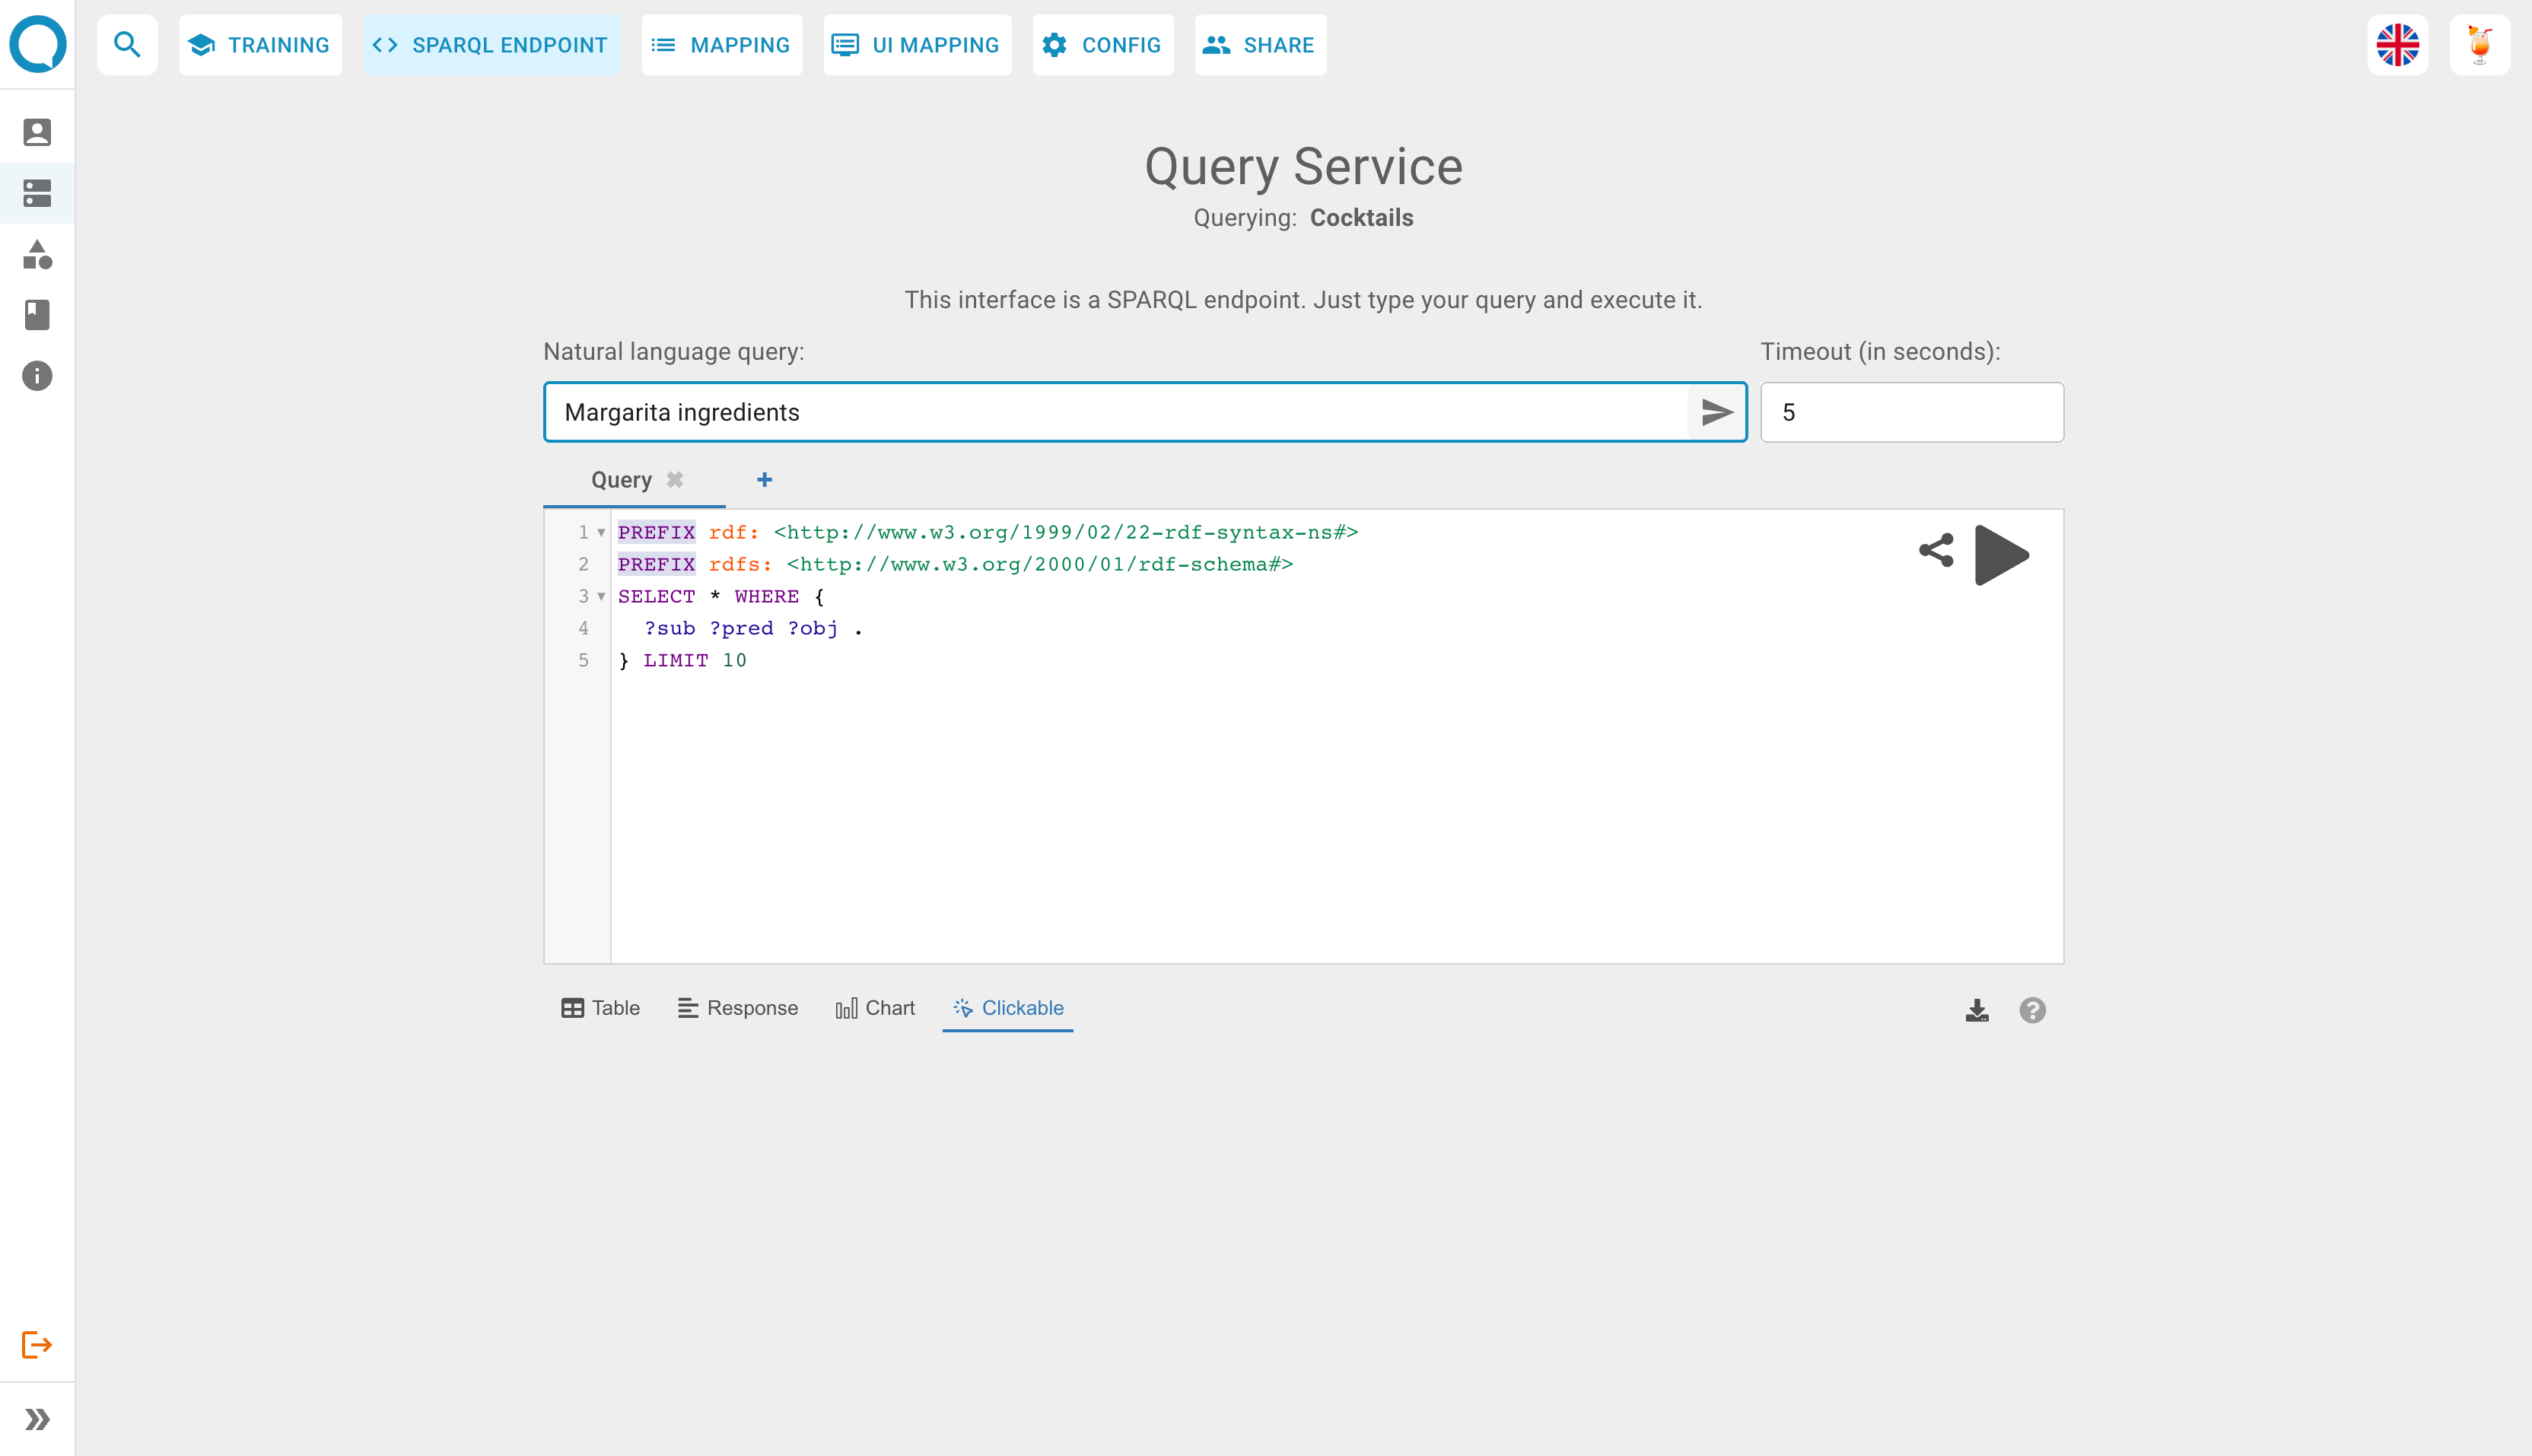 TRAINING
SPARQL ENDPOINT
MAPPING
UI MAPPING
CONFIG
SHARE
Query Service
Querying: Cocktails
This interface is a SPARQL endpoint. Just type your query and execute it.
Natural language query:
Timeout (in seconds):
Margarita ingredients
5
Query
1 PREFIX rdf: <http://www.w3.org/1999/02/22-rdf-syntax-ns#>
2 PREFIX rdfs: <http://www.w3.org/2000/01/rdf-schema#>
3 SELECT * WHERE {
4 ?sub ?pred ?obj .
5 } LIMIT 10
Table
Response
Chart
Clickable